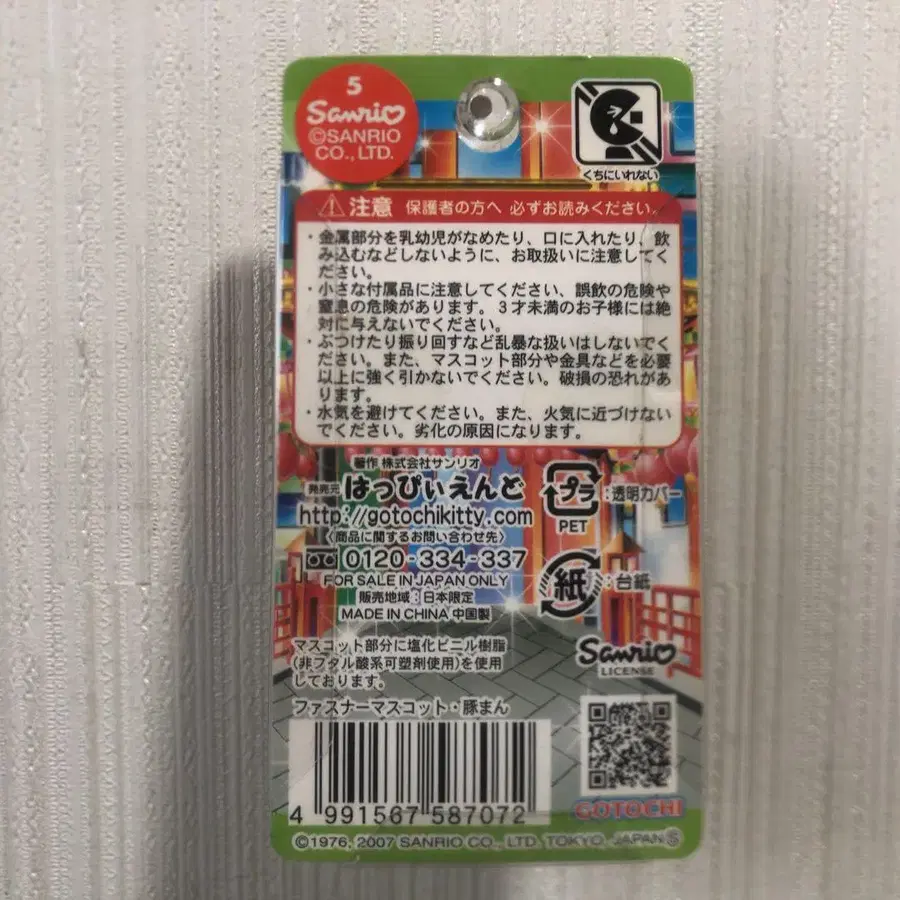 5
Sanrio
©SANRIO
CO., LTD.
くちにいれない
注意 保護者の方へ 必ずお読みください。
・金属部分を乳幼児がなめたり、口に入れたり、飲
み込むなどしないように、お取扱いに注意してく
ださい。
・小さな付属品に注意してください、誤飲の危険や
窒息の危険があります。3才未満のお子様には絶
対に与えないでください。
・ぶつけたり振り回すなど乱暴な扱いはしないでくだ
さい。また、マスコット部分や金具などを必要
以上に強く引かないでください。破損の恐れがあ
ります。
・水気を避けてください。また、火気に近づけない
でください。劣化の原因になります。
著作 株式会社サンリオ
発売元 はっぴぃえんど
http://gotochikitty.com
〈商品に関するお問い合わせ先〉
0120-334-337
FOR SALE IN JAPAN ONLY
販売地域：日本限定
MADE IN CHINA 中国製
プラ：透明カバー
PET
紙：台紙
マスコット部分に塩化ビニル樹脂
(非フタル酸系可塑剤使用)を使用
しております。
Sanrio
LICENSE
ファスナーマスコット・豚まん
4 991567 587072
GOTOCHI
©1976, 2007 SANRIO CO., LTD. TOKYO, JAPAN Ⓢ